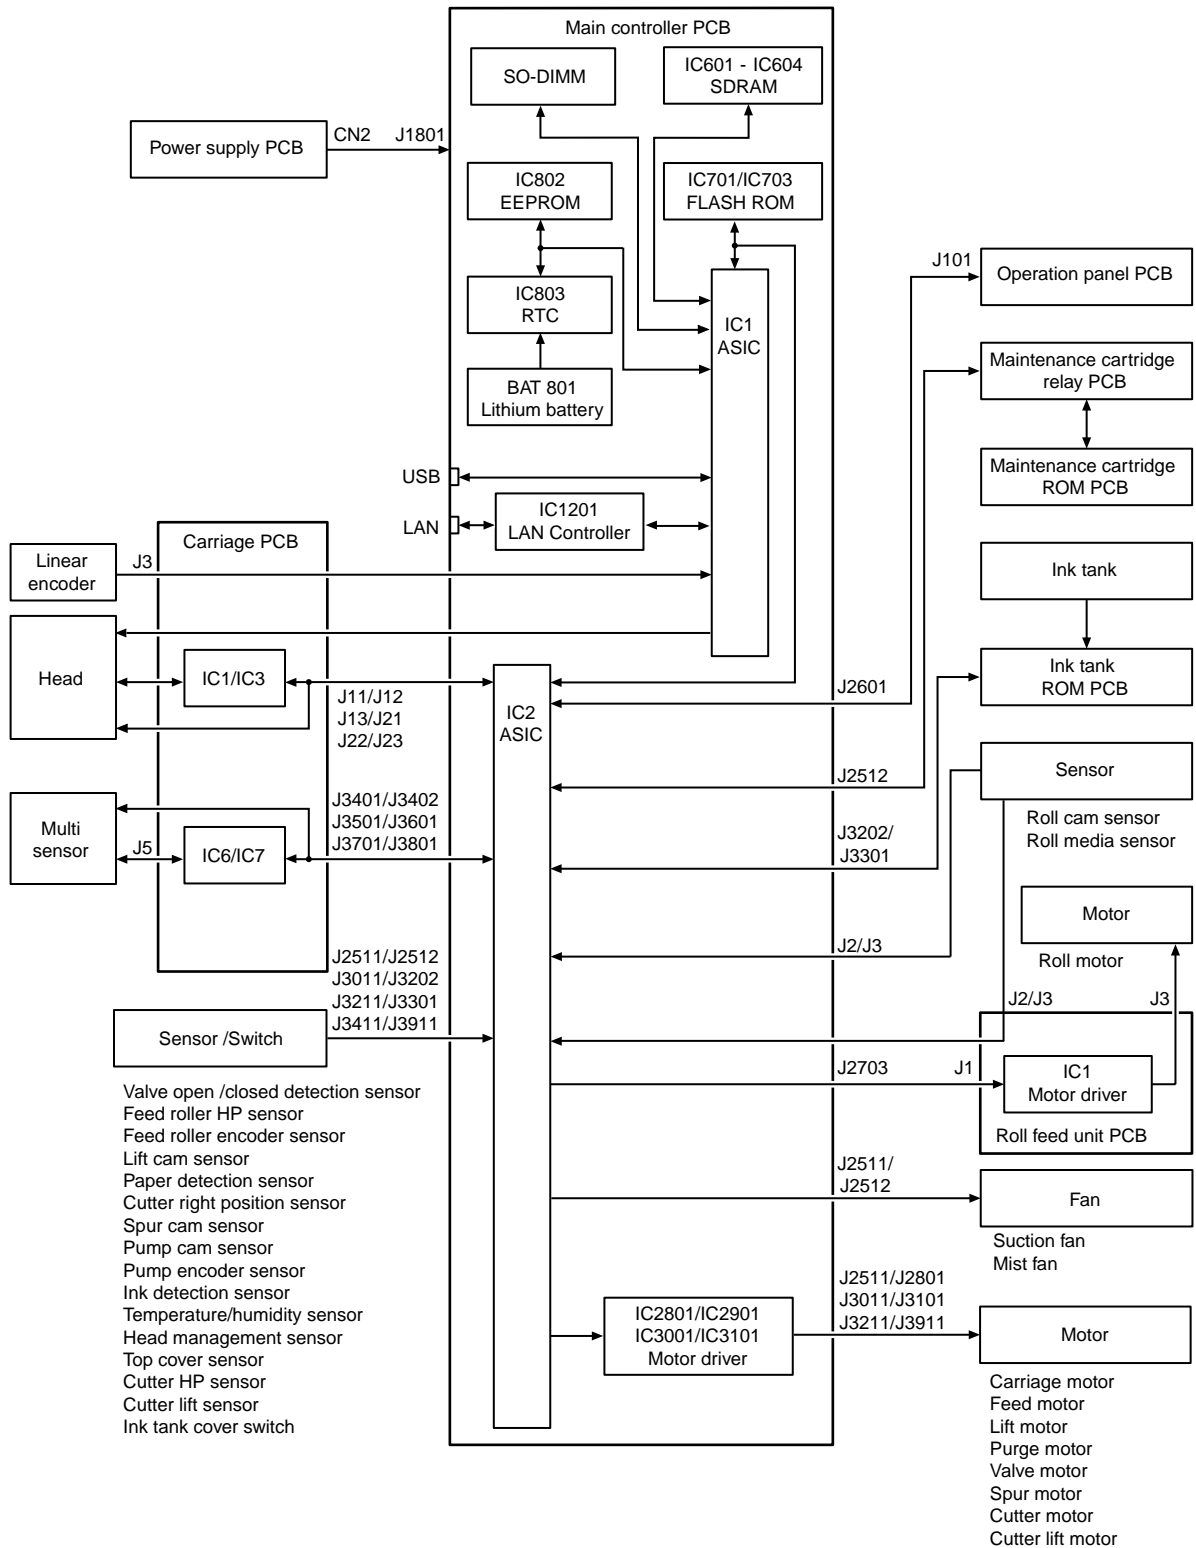 Main controller PCB
SO-DIMM
IC601 - IC604
SDRAM
Power supply PCB
CN2
J1801
IC802
EEPROM
IC701/IC703
FLASH ROM
IC803
RTC
BAT 801
Lithium battery
IC1
ASIC
J101
Operation panel PCB
Maintenance cartridge
relay PCB
Maintenance cartridge
ROM PCB
USB
LAN
IC1201
LAN Controller
Carriage PCB
Linear
encoder
J3
Head
IC1/IC3
J11/J12
J13/J21
J22/J23
Ink tank
Ink tank
ROM PCB
IC2
ASIC
J2601
J2512
Sensor
Roll cam sensor
Roll media sensor
Multi
sensor
J5
IC6/IC7
J3401/J3402
J3501/J3601
J3701/J3801
J3202/
J3301
Motor
Roll motor
J2/J3
J2/J3
J3
J2511/J2512
J3011/J3202
J3211/J3301
J3411/J3911
Sensor /Switch
Valve open /closed detection sensor
Feed roller HP sensor
Feed roller encoder sensor
Lift cam sensor
Paper detection sensor
Cutter right position sensor
Spur cam sensor
Pump cam sensor
Pump encoder sensor
Ink detection sensor
Temperature/humidity sensor
Head management sensor
Top cover sensor
Cutter HP sensor
Cutter lift sensor
Ink tank cover switch
J2703
J1
IC1
Motor driver
Roll feed unit PCB
J2511/
J2512
Fan
Suction fan
Mist fan
IC2801/IC2901
IC3001/IC3101
Motor driver
J2511/J2801
J3011/J3101
J3211/J3911
Motor
Carriage motor
Feed motor
Lift motor
Purge motor
Valve motor
Spur motor
Cutter motor
Cutter lift motor